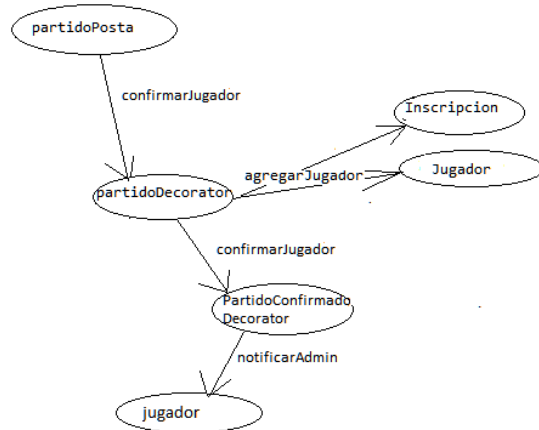 partidoPosta
confirmarJugador
Inscripcion
agregarJugador
Jugador
partidoDecorator
confirmarJugador
PartidoConfirmado
Decorator
notificarAdmin
jugador